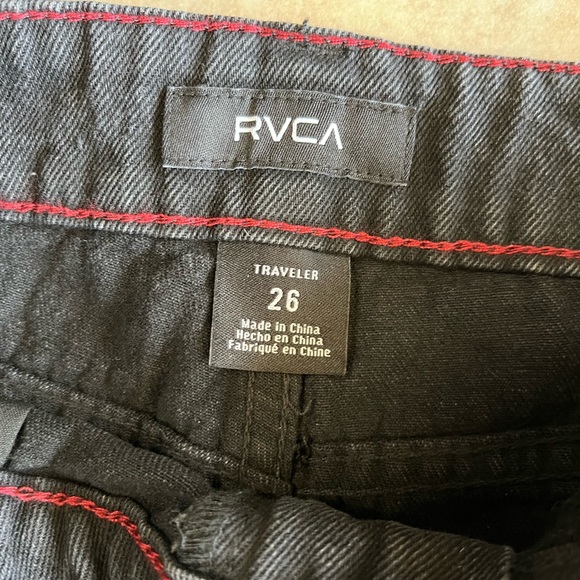 RVCA
TRAVELER
26
Made in China
Hecho en China
Fabriqué en Chine